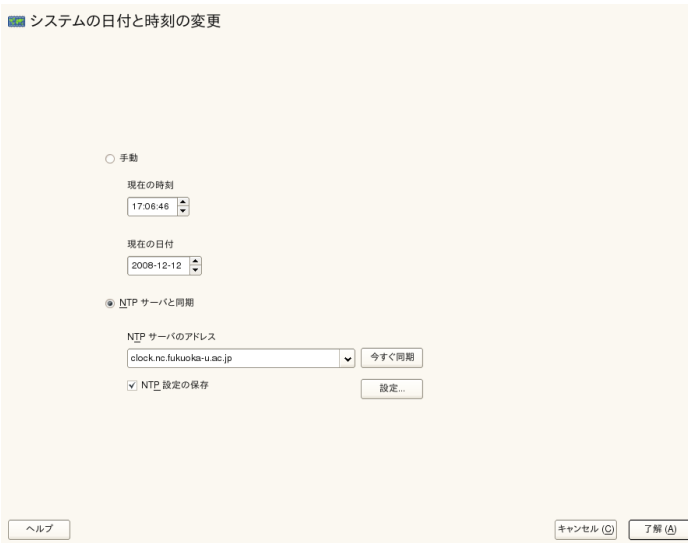 システムの日付と時刻の変更
手動
現在の時刻
17:06:46
現在の日付
2008-12-12
NTP サーバと同期
NTP サーバのアドレス
clock.nc.fukuoka-u.ac.jp
今すぐ同期
NTP 設定の保存
設定...
ヘルプ
キャンセル (C)
了解 (A)